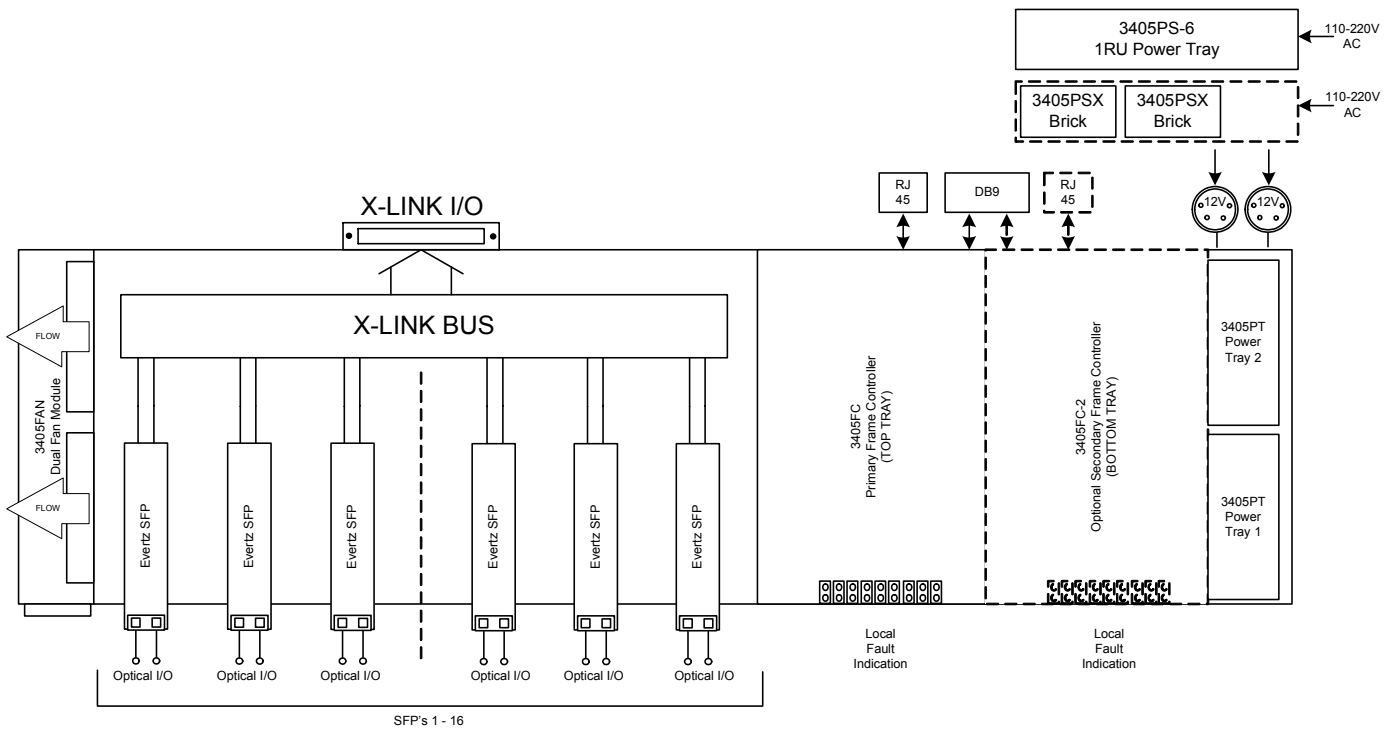 3405PS-6
1RU Power Tray
110-220V
AC
3405PSX
Brick
3405PSX
Brick
110-220V
AC
RJ
45
DB9
RJ
45
12V
12V
X-LINK I/O
X-LINK BUS
FLOW
FLOW
3405FAN
Dual Fan Module
Evertz SFP
Evertz SFP
Evertz SFP
Evertz SFP
Evertz SFP
Evertz SFP
3405FC
Primary Frame Controller
(TOP TRAY)
3405FC-2
Optional Secondary Frame Controller
(BOTTOM TRAY)
3405PT
Power
Tray 2
3405PT
Power
Tray 1
Optical I/O
Optical I/O
Optical I/O
Optical I/O
Optical I/O
Optical I/O
Local
Fault
Indication
Local
Fault
Indication
SFP's 1 - 16